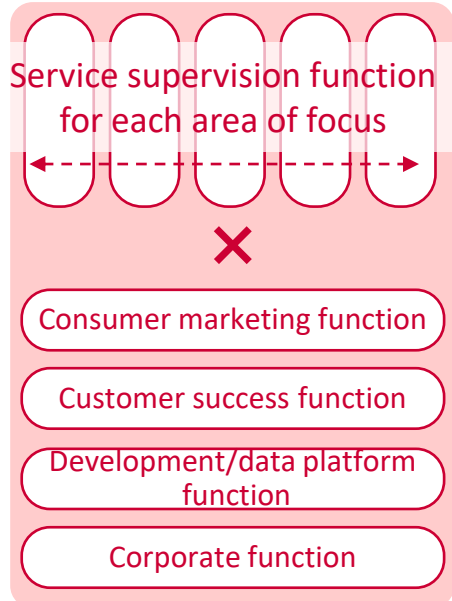 Service supervision function
for each area of focus
×
Consumer marketing function
Customer success function
Development/data platform
function
Corporate function